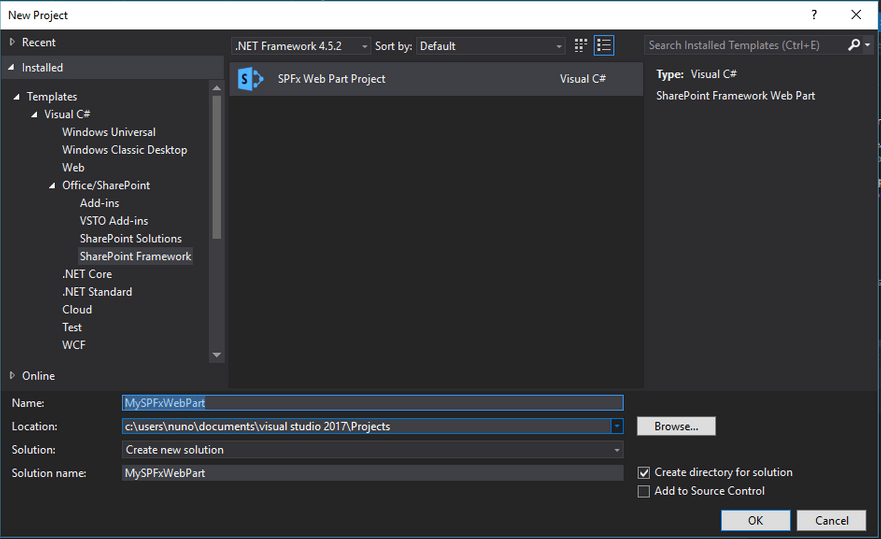 New Project
?
Recent
.NET Framework 4.5.2 Sort by: Default
Search Installed Templates (Ctrl+E)
Installed
Templates
Visual C#
Windows Universal
Windows Classic Desktop
Web
Office/SharePoint
Add-ins
VSTO Add-ins
SharePoint Solutions
SharePoint Framework
.NET Core
.NET Standard
Cloud
Test
WCF
Online
SPFx Web Part Project Visual C#
Type: Visual C#
SharePoint Framework Web Part
Name: MySPFxWebPart
Location: c:\users\nuno\documents\visual studio 2017\Projects
Browse...
Solution: Create new solution
Solution name: MySPFxWebPart
Create directory for solution
Add to Source Control
OK Cancel